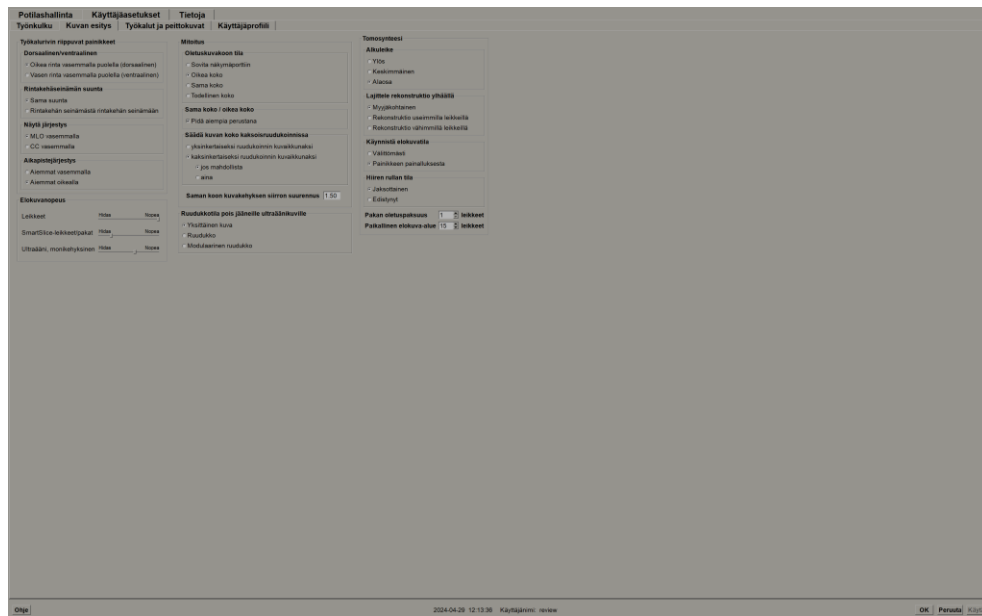 Potilashallinta Käyttäjäasetukset Tietoja
Työnkulku Kuvan esitys Työkalut ja peittokuvat Käyttäjäprofiili
Työkalurivin riippuvat painikkeet
Dorsaalinen/ventraalinen
Oikea rinta vasemmalla puolella (dorsaalinen)
Vasen rinta vasemmalla puolella (ventraalinen)
Rintakehäseinämän suunta
Sama suunta
Rintakehän seinämästä rintakehän seinämään
Näytä järjestys
MLO vasemmalla
CC vasemmalla
Aikapistejärjestys
Aiemmat vasemmalla
Aiemmat oikealla
Elokuvanopeus
Leikkeet Hidas Nopea
SmartSlice-leikkeet/pakat Hidas Nopea
Ultraääni, monikehyksinen Hidas Nopea
Mitoitus
Oletuskuvakoon tila
Sovita näkymäporttiin
Oikea koko
Sama koko
Todellinen koko
Sama koko / oikea koko
Pidä aiempia perustana
Säädä kuvan koko kaksoisruudukoinnissa
yksinkertaiseksi ruudukoinnin kuvaikkunaksi
kaksinkertaiseksi ruudukoinnin kuvaikkunaksi
jos mahdollista
aina
Saman koon kuvakehyksen siirron suurennus 1.50
Ruudukkotila pois jääneille ultraäänikuville
Yksittäinen kuva
Ruudukko
Modulaarinen ruudukko
Tomosynteesi
Alkuleike
Ylös
Keskimmäinen
Alaosa
Lajittele rekonstruktio ylhäällä
Myyjäkohtainen
Rekonstruktio useimmilla leikkeillä
Rekonstruktio vähimmillä leikkeillä
Käynnistä elokuvatila
Välittömästi
Painikkeen painalluksesta
Hiiren rullan tila
Jaksottainen
Edistynyt
Pakan oletuspaksuus 1 leikkeet
Paikallinen elokuva-alue 15 leikkeet
Ohje 2024-04-29 12:13:36 Käyttäjänimi: review OK Peruuta